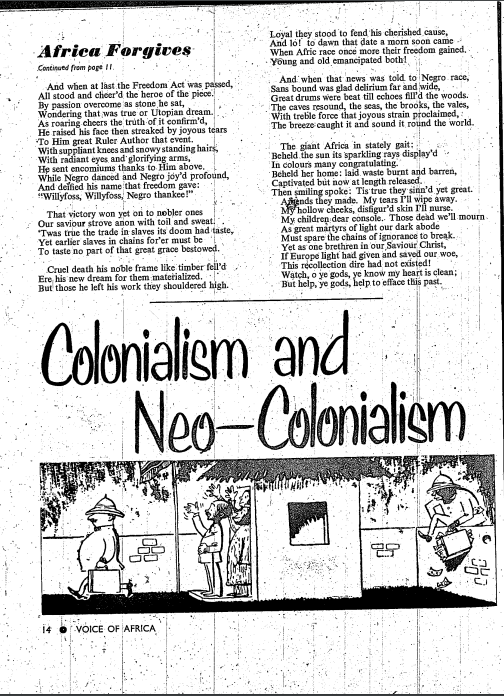 Africa Forgives
Continued from page 11
And when at last the Freedom Act was passed,
All stood and cheer'd the heroe of the piece.
By passion overcome as stone he sat,
Wondering that was true or Utopian dream.
As roaring cheers the truth of it confirm'd,
He raised his face then streaked by joyous tears
To Him great Ruler Author that event.
With suppliant knees and snowy standing hairs,
With radiant eyes and glorifying arms,
He sent encomiums thanks to Him above.
While Negro danced and Negro joy'd profound,
And deified his name that freedom gave:
"Willyfoss, Willyfoss, Negro thankee!"
That victory won yet on to nobler ones
Our saviour strove anon with toil and sweat.
'Twas true the trade in slaves its doom had taste,
Yet earlier slaves in chains for'er must be
To taste no part of that great grace bestowed.
Cruel death his noble frame like timber fell'd
Ere his new dream for them materialized.
But those he left his work they shouldered high.
Loyal they stood to fend his cherished cause,
And lo! to dawn that date a morn soon came
When Afric race once more their freedom gained.
Young and old emancipated both!
And when that news was told to Negro race,
Sans bound was glad delirium far and wide,
Great drums were beat till echoes fill'd the woods.
The caves resound, the seas, the brooks, the vales,
With treble force that joyous strain proclaimed,
The breeze caught it and sound it round the world.
The giant Africa in stately gait:
Beheld the sun its sparkling rays display'd
In colours many congratulating.
Beheld her home: laid waste burnt and barren,
Captivated but now at length released.
Then smiling spoke: 'Tis true they sinn'd yet great.
they made. My tears I'll wipe away.
My hollow cheeks, disfigur'd skin I'll nurse.
My children dear console. Those dead we'll mourn
As great martyrs of light our dark abode
Must spare the chains of ignorance to break.
Yet as one brethren in our Saviour Christ,
If Europe light had given and saved our woe,
This recollection dire had not existed!
Watch, o ye gods, ye know my heart is clean;
But help, ye gods, help to efface this past.
Colonialism and
Neo—Colonialism
14 ● VOICE OF AFRICA